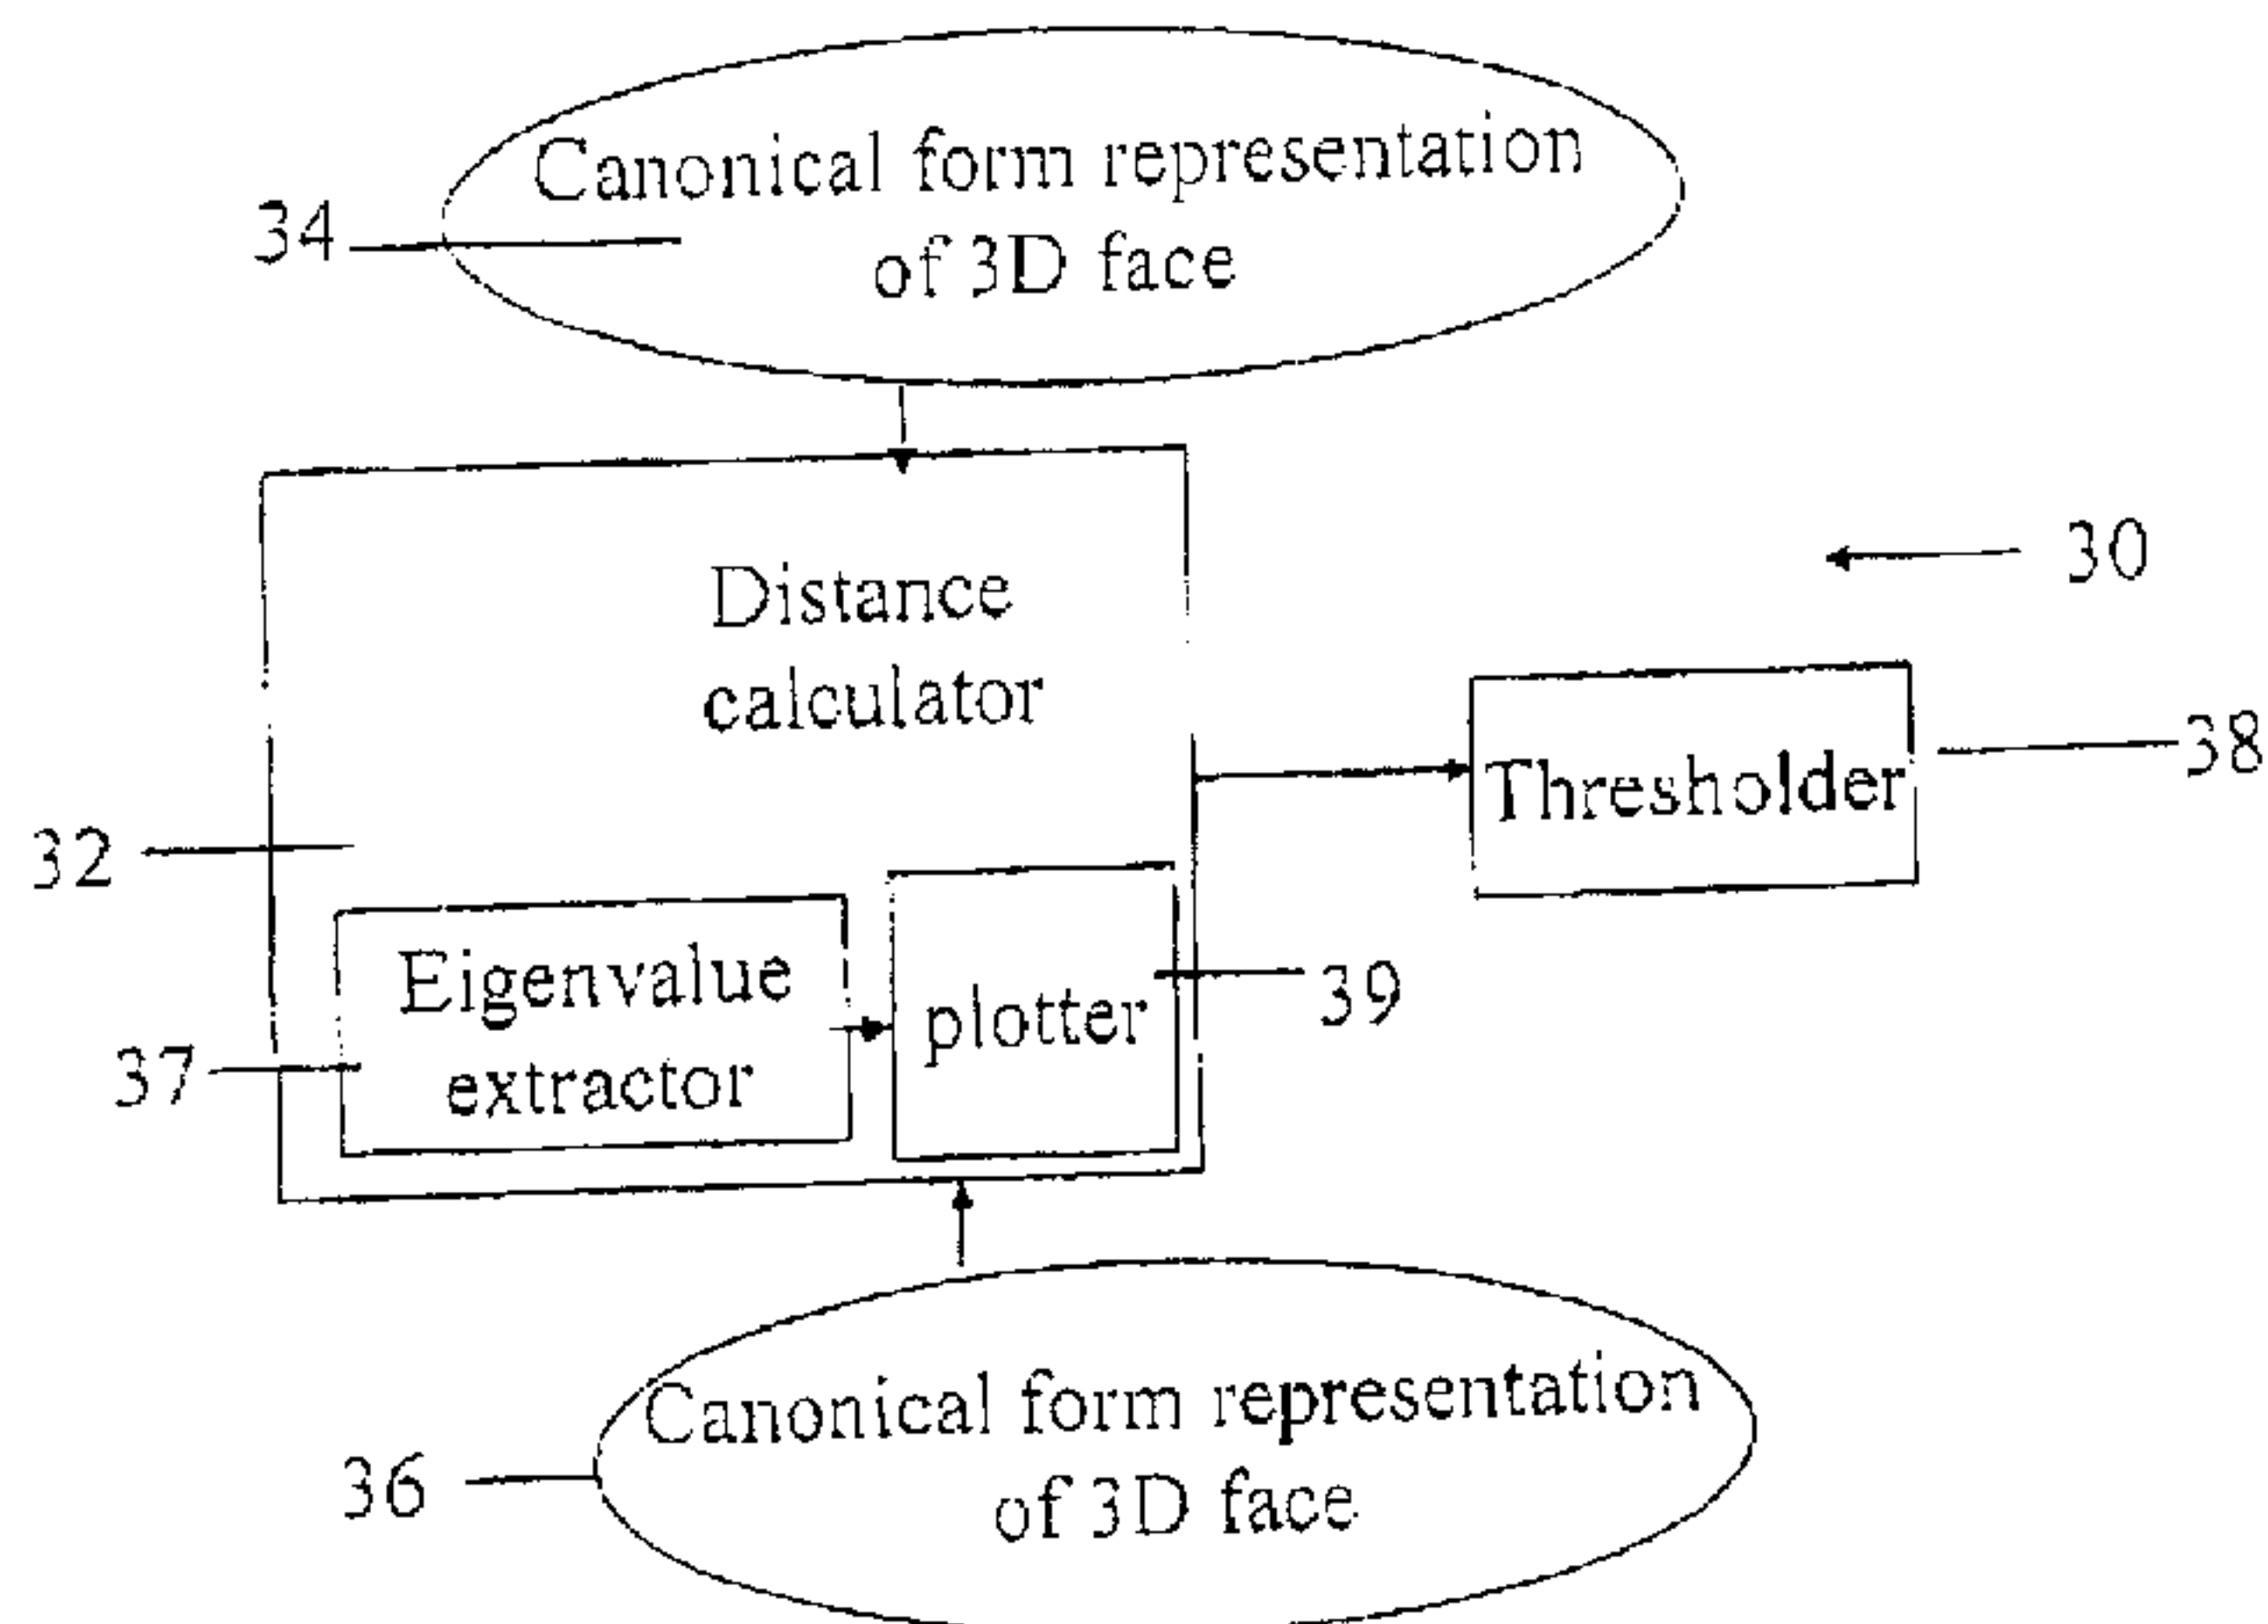 Canonical form representation
of 3D face
34
Distance
calculator
30
Thresholder
38
32
Eigenvalue
extractor
plotter
39
37
Canonical form representation
of 3D face
36